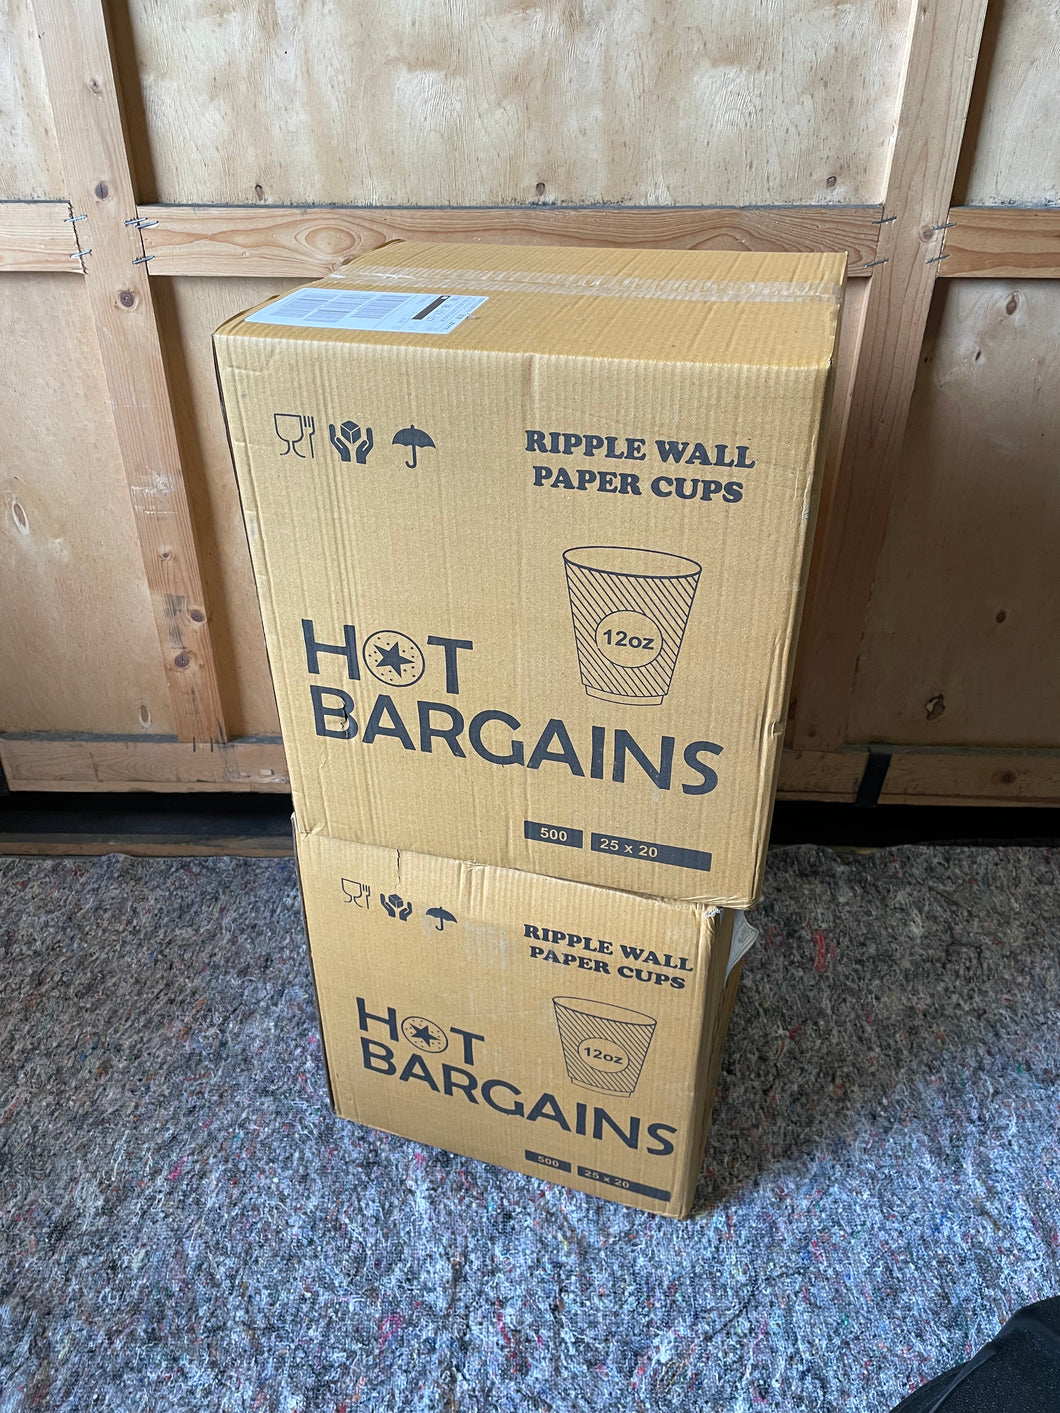 RIPPLE WALL
PAPER CUPS
12oz
HOT
BARGAINS
500
25 x 20
RIPPLE WALL
PAPER CUPS
12oz
HOT
BARGAINS
500
25 x 20